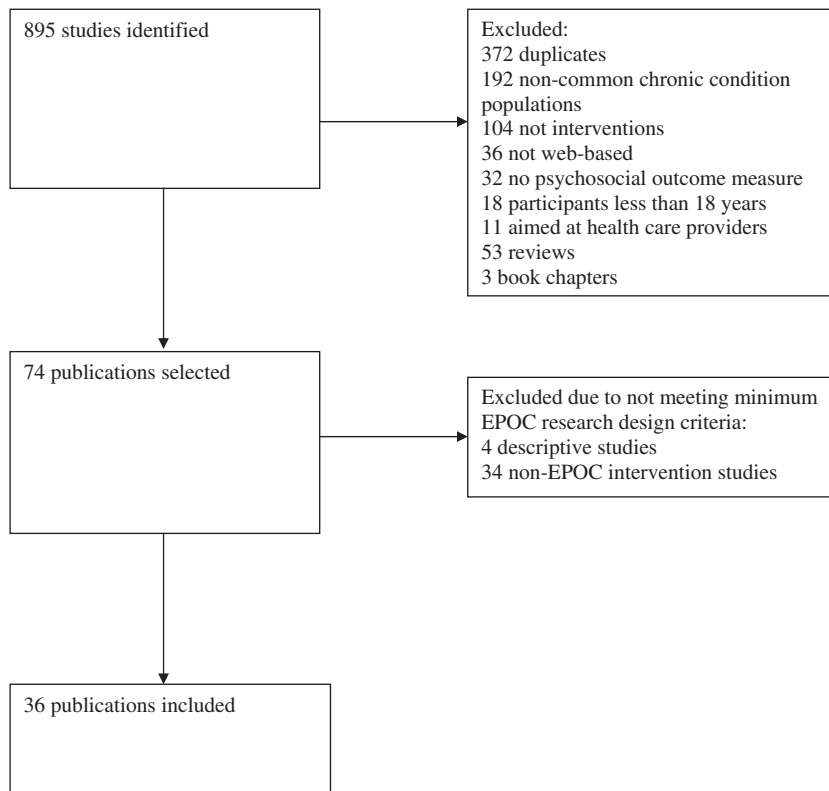 895 studies identified
Excluded:
372 duplicates
192 non-common chronic condition
populations
104 not interventions
36 not web-based
32 no psychosocial outcome measure
18 participants less than 18 years
11 aimed at health care providers
53 reviews
3 book chapters
74 publications selected
Excluded due to not meeting minimum
EPOC research design criteria:
4 descriptive studies
34 non-EPOC intervention studies
36 publications included